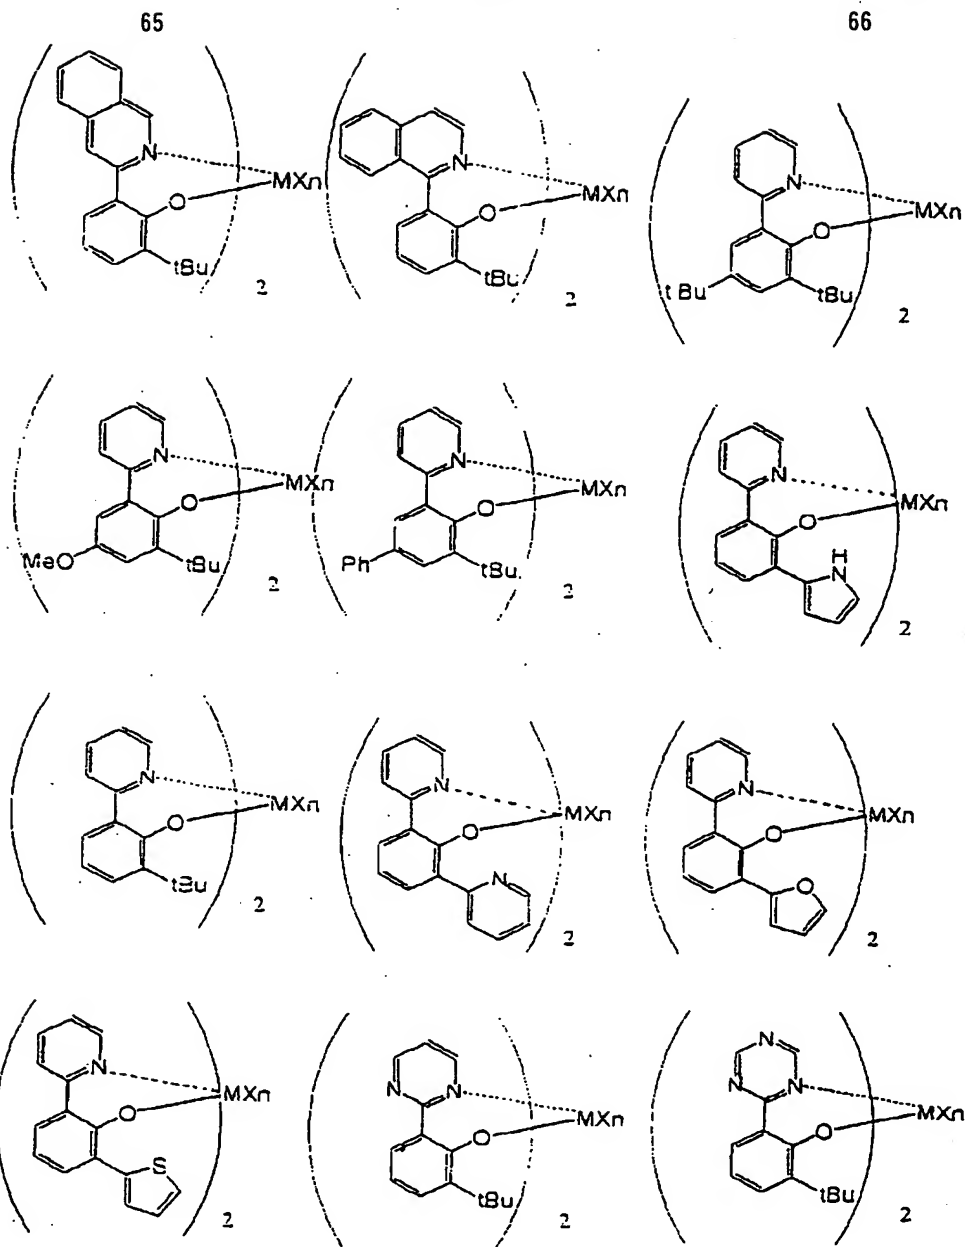 65 66
N O MXn tBu 2
N O MXn tBu 2
N O MXn t Bu tBu 2
N O MXn MeO tBu 2
N O MXn Ph tBu 2
N O MXn H N 2
N O MXn tBu 2
N O MXn N 2
N O MXn O 2
N O MXn S 2
N N O MXn tBu 2
N N N O MXn tBu 2